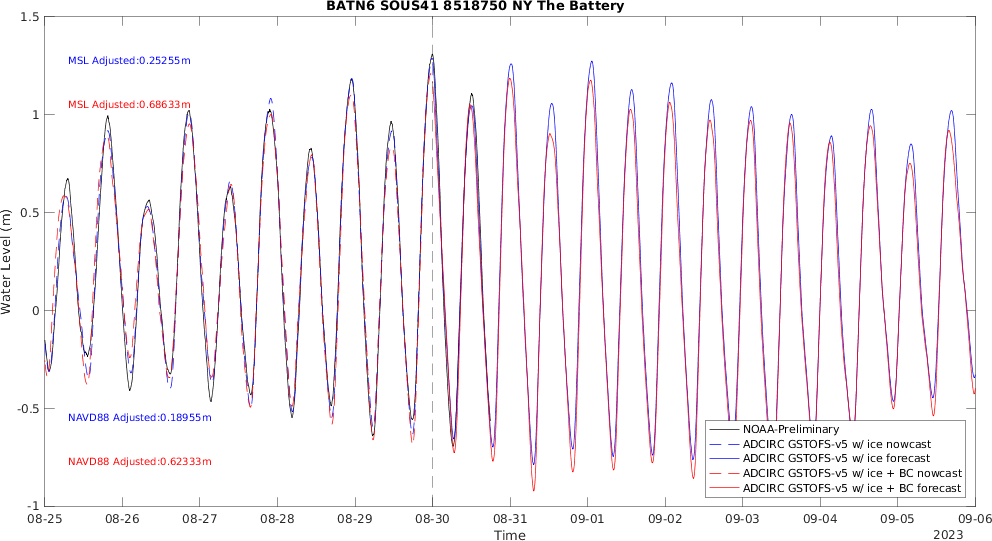 BATN6 SOUS41 8518750 NY The Battery
1.5
1
0.5
0
-0.5
-1
Water Level (m)
MSL Adjusted:0.25255m
MSL Adjusted:0.68633m
NAVD88 Adjusted:0.18955m
NAVD88 Adjusted:0.62333m
NOAA-Preliminary
ADCIRC GSTOFS-v5 w/ ice nowcast
ADCIRC GSTOFS-v5 w/ ice forecast
ADCIRC GSTOFS-v5 w/ ice + BC nowcast
ADCIRC GSTOFS-v5 w/ ice + BC forecast
08-25 08-26 08-27 08-28 08-29 08-30 08-31 09-01 09-02 09-03 09-04 09-05 09-06
Time
2023